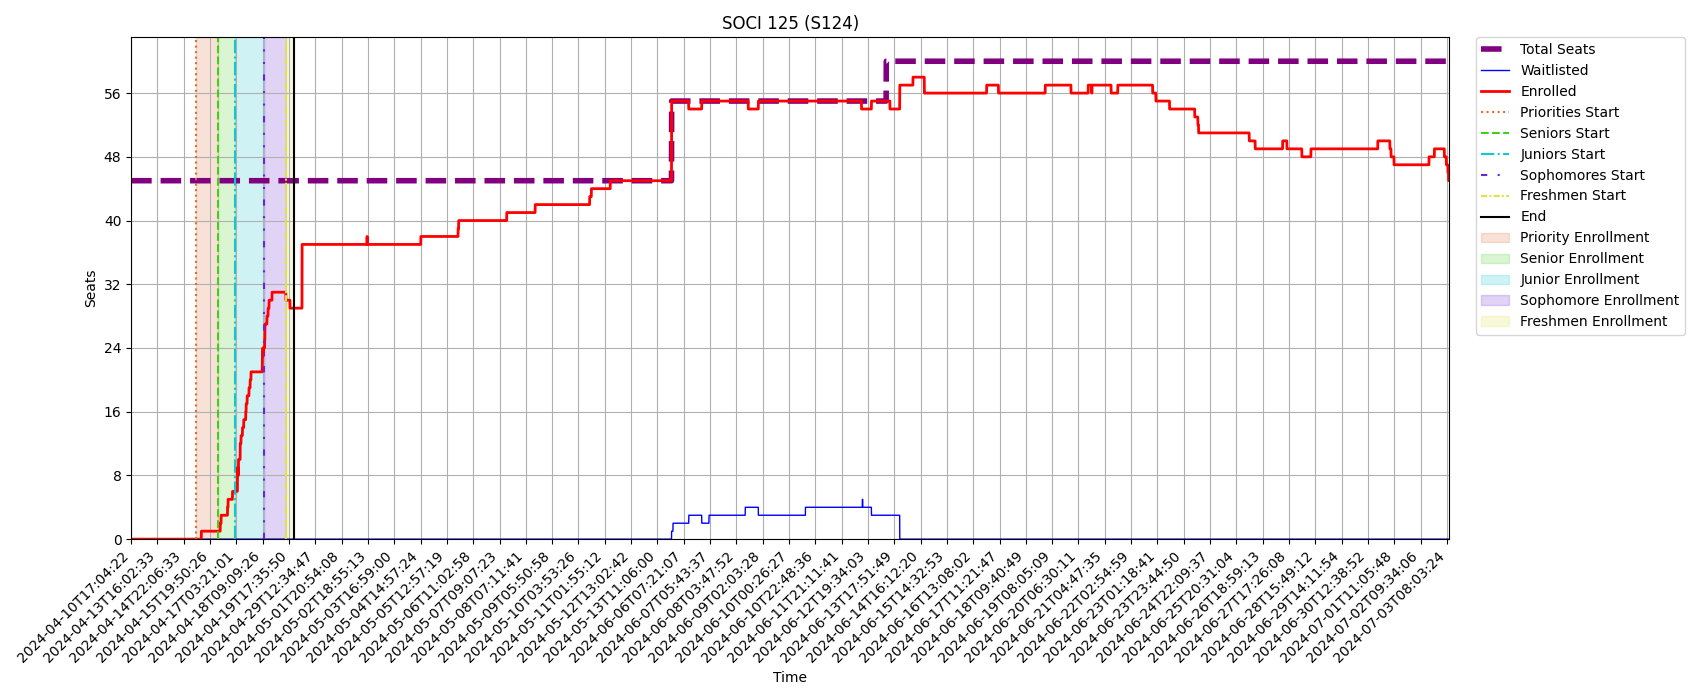 SOCI 125 (S124)
Total Seats
Waitlisted
Enrolled
Priorities Start
Seniors Start
Juniors Start
Sophomores Start
Freshmen Start
End
Priority Enrollment
Senior Enrollment
Junior Enrollment
Sophomore Enrollment
Freshmen Enrollment
Seats
56
48
40
32
24
16
8
0
2024-04-10T17:04:22
2024-04-13T16:02:33
2024-04-14T22:06:33
2024-04-15T19:50:26
2024-04-17T03:21:01
2024-04-18T09:09:26
2024-04-19T17:35:50
2024-04-29T12:34:47
2024-05-01T20:54:08
2024-05-02T18:55:13
2024-05-03T16:59:00
2024-05-04T14:57:24
2024-05-05T12:57:19
2024-05-06T11:02:58
2024-05-07T09:07:23
2024-05-08T07:11:41
2024-05-09T05:50:58
2024-05-10T03:53:26
2024-05-11T01:55:12
2024-05-12T13:02:42
2024-05-13T11:06:00
2024-06-06T07:21:07
2024-06-07T05:43:37
2024-06-08T03:47:52
2024-06-09T02:03:28
2024-06-10T00:26:27
2024-06-10T22:48:36
2024-06-11T21:11:41
2024-06-12T19:34:03
2024-06-13T17:51:49
2024-06-14T16:12:20
2024-06-15T14:32:53
2024-06-16T13:08:02
2024-06-17T11:21:47
2024-06-18T09:40:49
2024-06-19T08:05:09
2024-06-20T06:30:11
2024-06-21T04:47:35
2024-06-22T02:54:59
2024-06-23T01:18:41
2024-06-23T23:44:50
2024-06-24T22:09:37
2024-06-25T20:31:04
2024-06-26T18:59:13
2024-06-27T17:26:08
2024-06-28T15:49:12
2024-06-29T14:11:54
2024-06-30T12:38:52
2024-07-01T11:05:48
2024-07-02T09:34:06
2024-07-03T08:03:24
Time